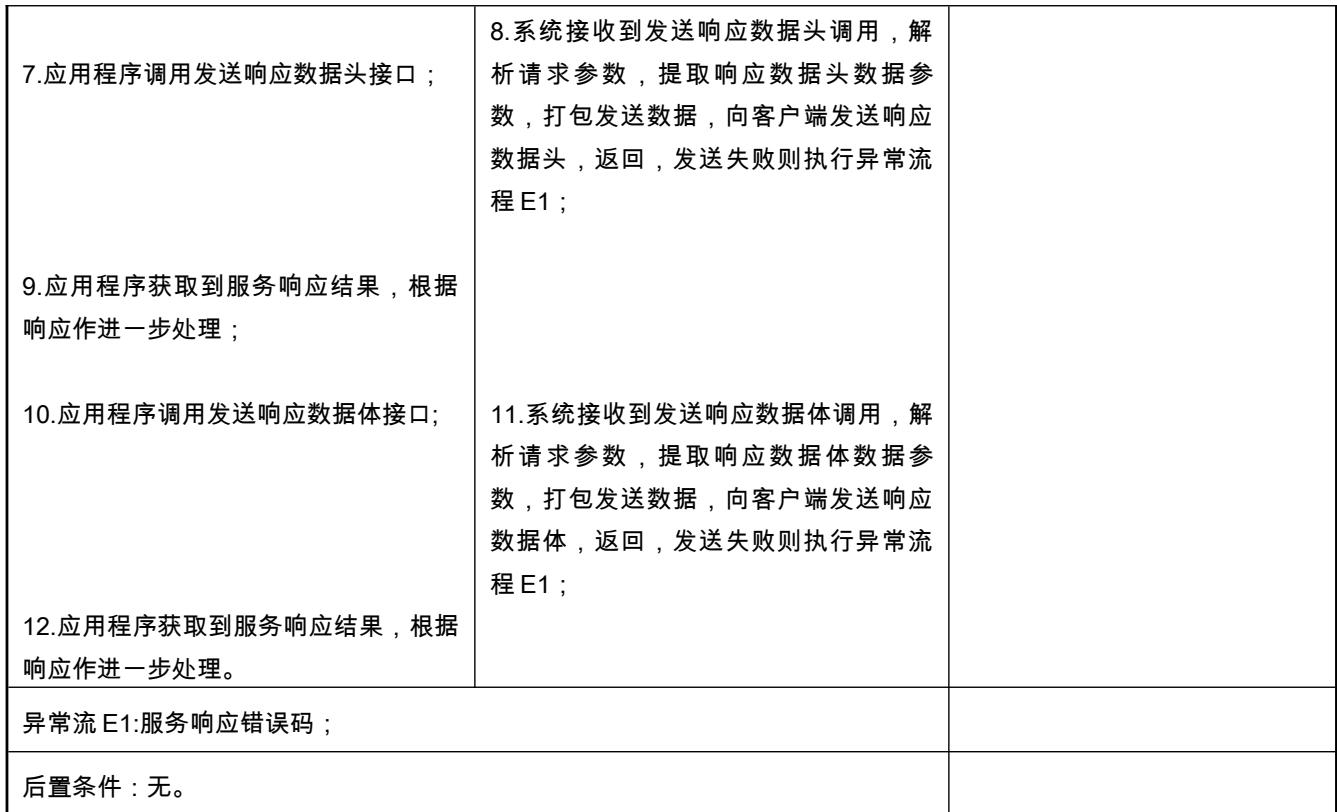 7.应用程序调用发送响应数据头接口；
8.系统接收到发送响应数据头调用，解
析请求参数，提取响应数据头数据参
数，打包发送数据，向客户端发送响应
数据头，返回，发送失败则执行异常流
程 E1；
9.应用程序获取到服务响应结果，根据
响应作进一步处理；
10.应用程序调用发送响应数据体接口;
11.系统接收到发送响应数据体调用，解
析请求参数，提取响应数据体数据参
数，打包发送数据，向客户端发送响应
数据体，返回，发送失败则执行异常流
程 E1；
12.应用程序获取到服务响应结果，根据
响应作进一步处理。
异常流 E1:服务响应错误码；
后置条件：无。